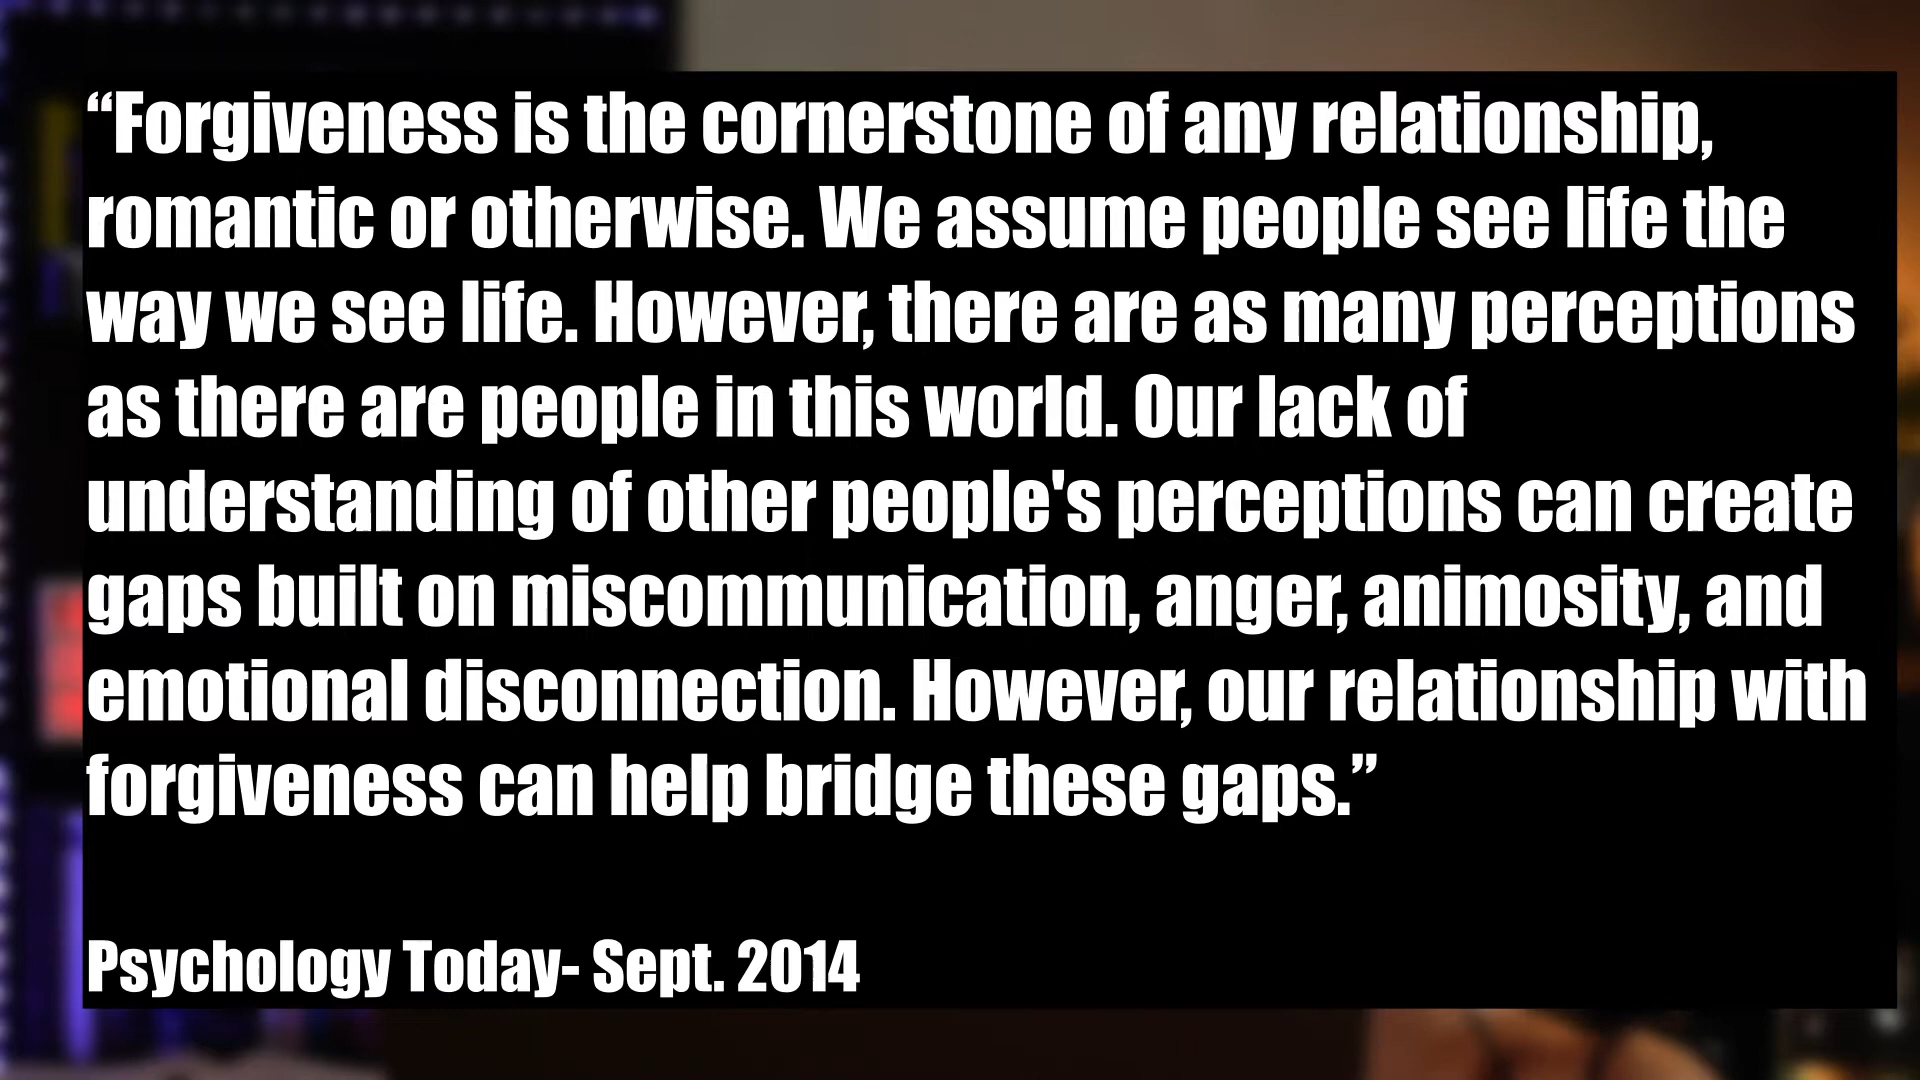 “Forgiveness is the cornerstone of any relationship,
romantic or otherwise. We assume people see life the
way we see life. However, there are as many perceptions
as there are people in this world. Our lack of
understanding of other people's perceptions can create
gaps built on miscommunication, anger, animosity, and
emotional disconnection. However, our relationship with
forgiveness can help bridge these gaps.”
Psychology Today- Sept. 2014